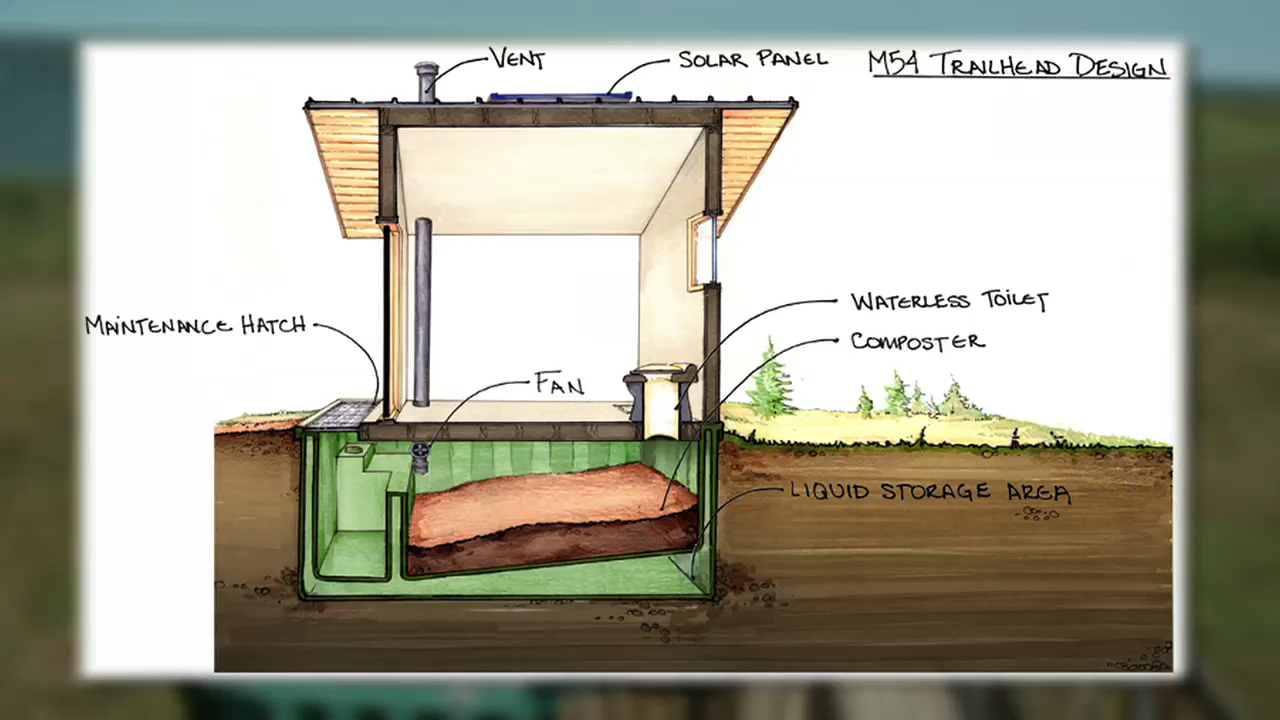 VENT
SOLAR PANEL
M54 TRAILHEAD DESIGN
MAINTENANCE HATCH
FAN
WATERLESS TOILET
COMPOSTER
LIQUID STORAGE AREA